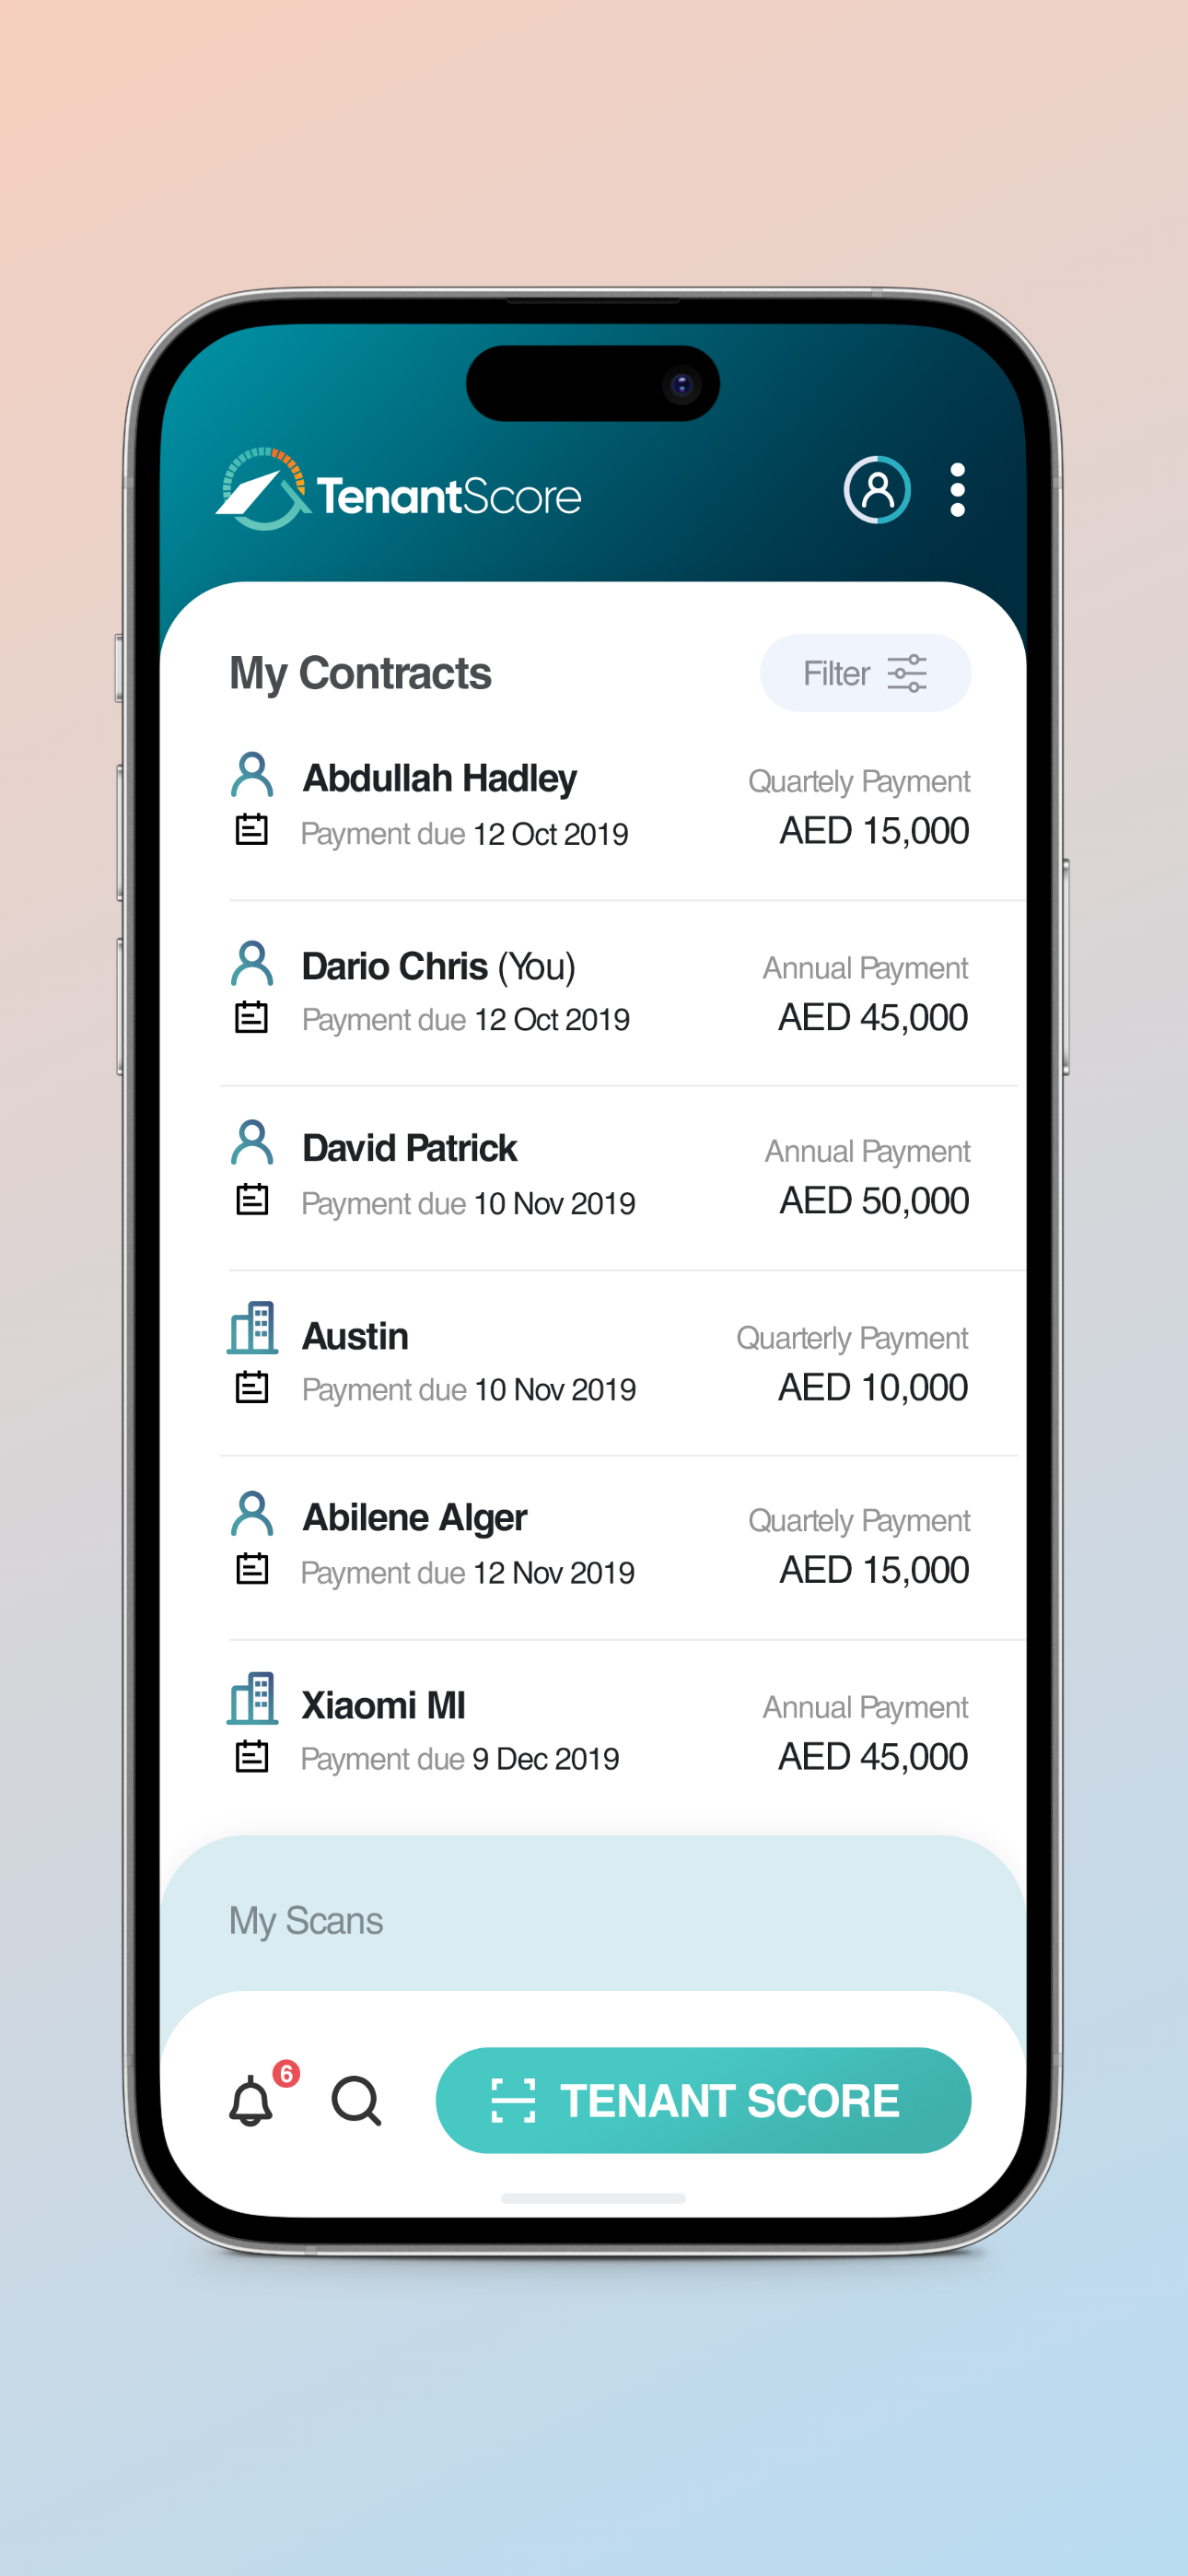 TenantScore
My Contracts
Filter
Abdullah Hadley
Quartely Payment
Payment due 12 Oct 2019
AED 15,000
Dario Chris (You)
Annual Payment
Payment due 12 Oct 2019
AED 45,000
David Patrick
Annual Payment
Payment due 10 Nov 2019
AED 50,000
Austin
Quarterly Payment
Payment due 10 Nov 2019
AED 10,000
Abilene Alger
Quartely Payment
Payment due 12 Nov 2019
AED 15,000
Xiaomi MI
Annual Payment
Payment due 9 Dec 2019
AED 45,000
My Scans
6
TENANT SCORE